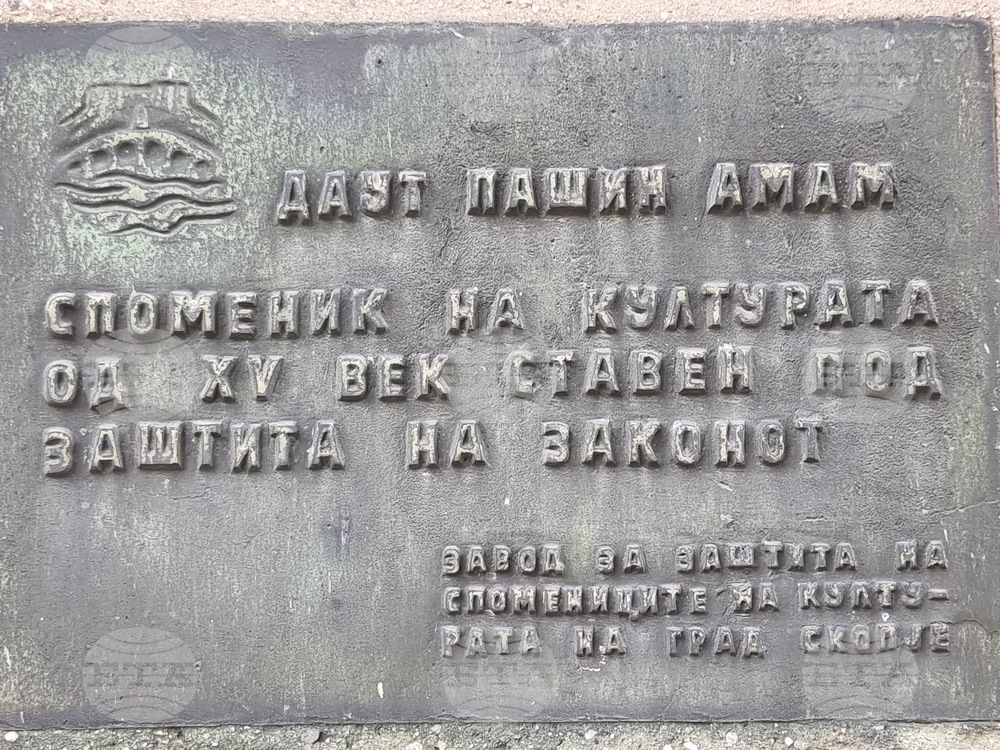 ДАУТ ПАШИН АМАМ
СПОМЕНИК НА КУЛТУРАТА
ОД XV ВЕК СТАВЕН ПОД
ЗАШТИТА НА ЗАКОНОТ
ЗАВОД ЗА ЗАШТИТА НА
СПОМЕНИЦИТЕ НА КУЛТУ-
РАТА НА ГРАД СКОПЈЕ